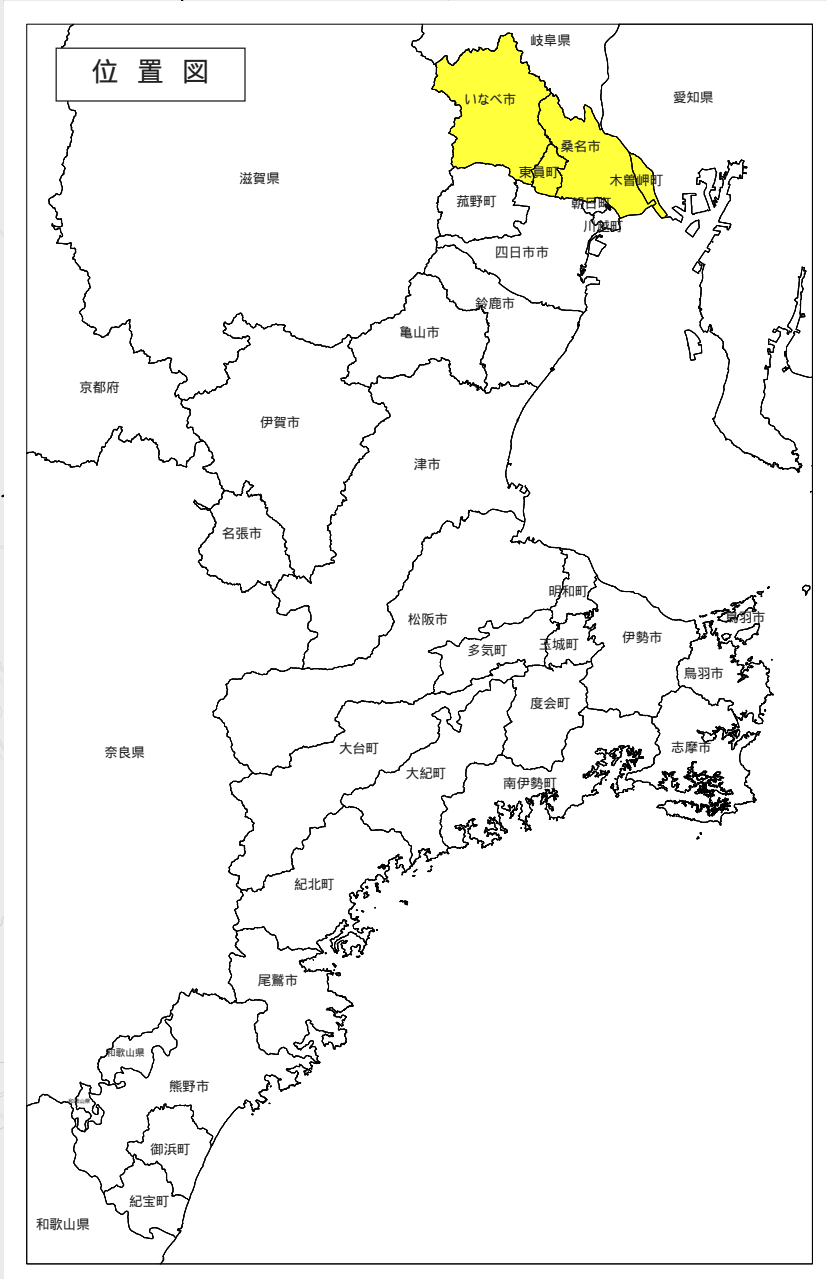 位置図
岐阜県
愛知県
いなべ市
桑名市
東員町
木曽岬町
滋賀県
菰野町
朝日町
川越町
四日市市
鈴鹿市
亀山市
京都府
伊賀市
津市
名張市
明和町
松阪市
鳥羽市
伊勢市
玉城町
多気町
鳥羽市
度会町
志摩市
奈良県
大台町
大紀町
南伊勢町
紀北町
尾鷲市
和歌山県
熊野市
和歌山県
御浜町
紀宝町
和歌山県